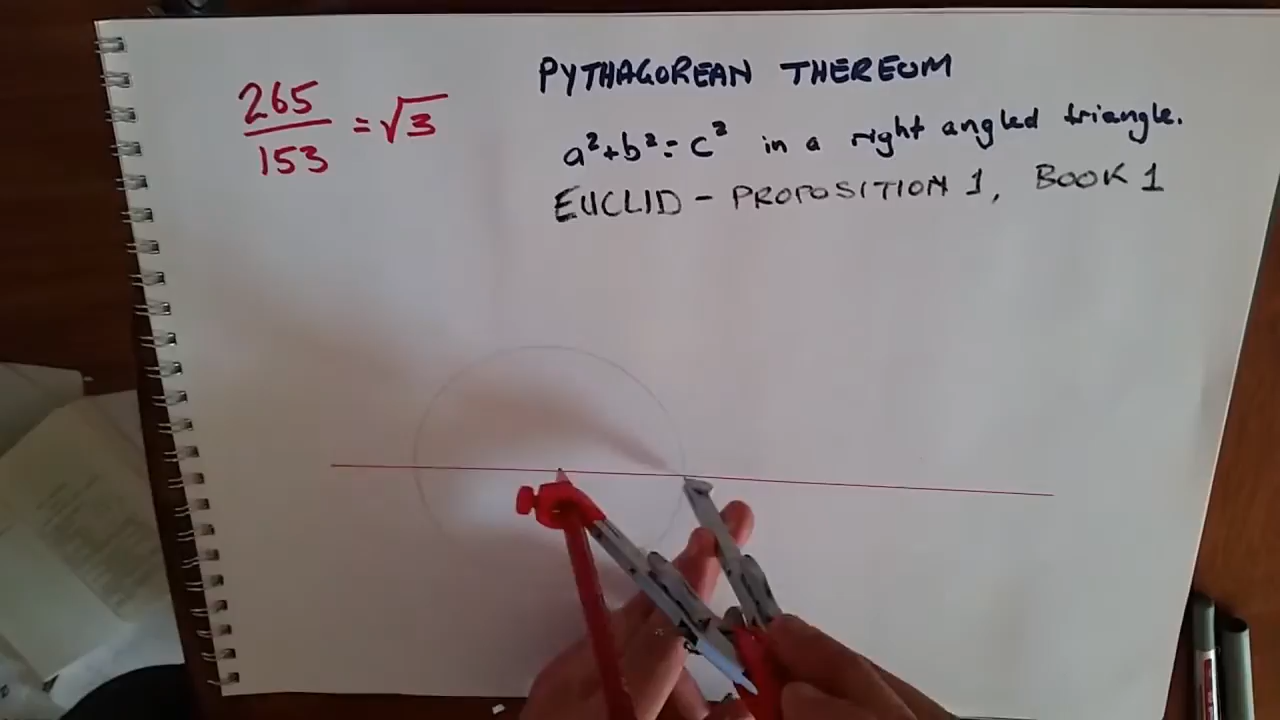 265/153 = √3
PYTHAGOREAN THEREUM
a²+b²=c² in a right angled triangle.
EUCLID - PROPOSITION 1, BOOK 1